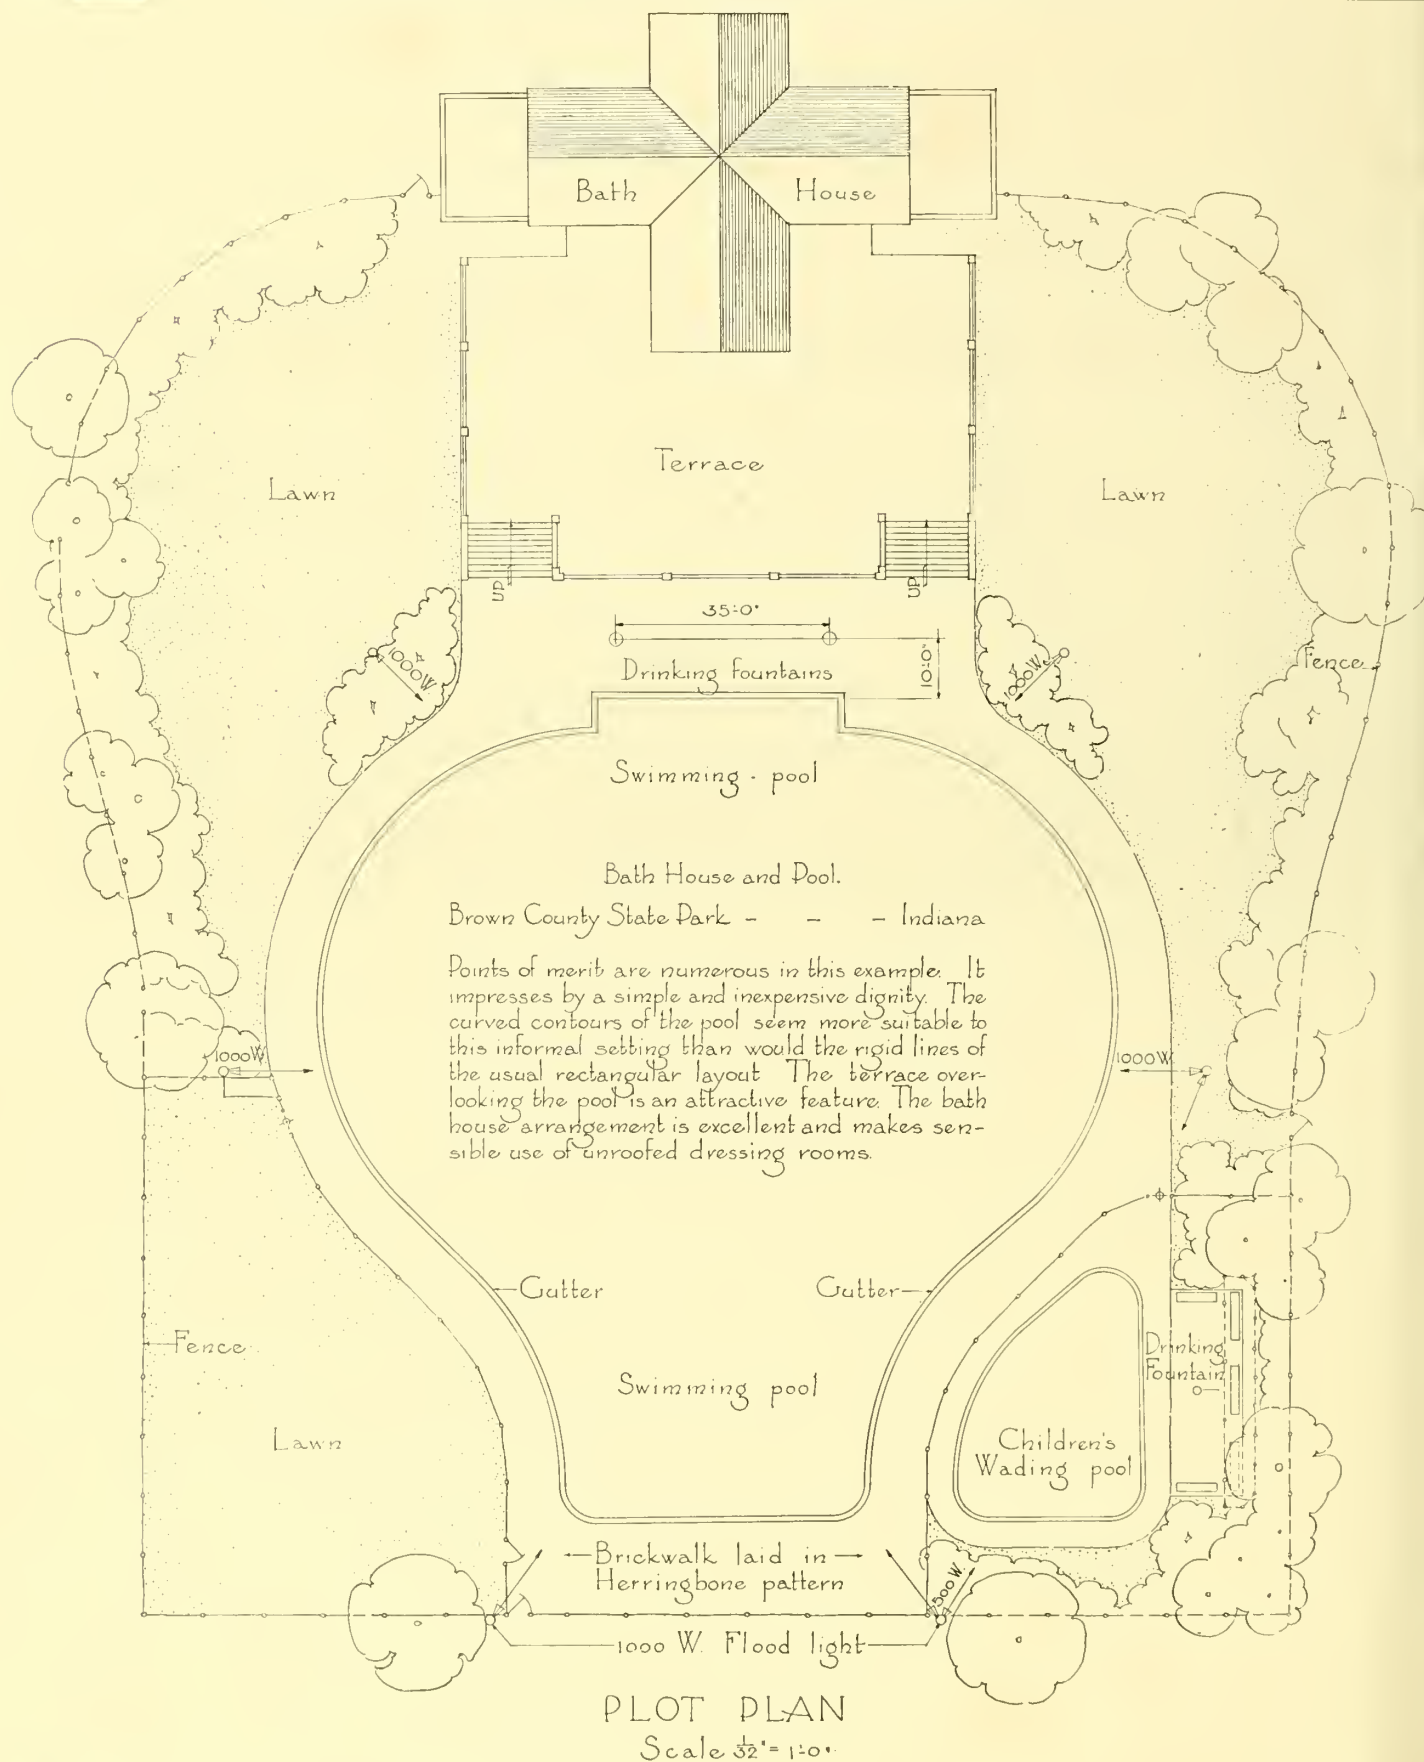 Bath House
Terrace
Lawn
Lawn
UP
UP
35'-0"
1000 W.
Drinking fountains
10'-0"
1000 W.
Fence
Swimming - pool
Bath House and Pool.
Brown County State Park - - - Indiana
Points of merit are numerous in this example. It
impresses by a simple and inexpensive dignity. The
curved contours of the pool seem more suitable to
this informal setting than would the rigid lines of
the usual rectangular layout The terrace over-
looking the pool is an attractive feature. The bath
house arrangement is excellent and makes sen-
sible use of unroofed dressing rooms.
1000 W.
1000 W.
Gutter
Gutter
Fence
Drinking
Fountain
Swimming pool
Lawn
Children's
Wading pool
Brickwalk laid in
Herringbone pattern
500 W.
1000 W. Flood light
PLOT PLAN
Scale 1/32" = 1'-0"